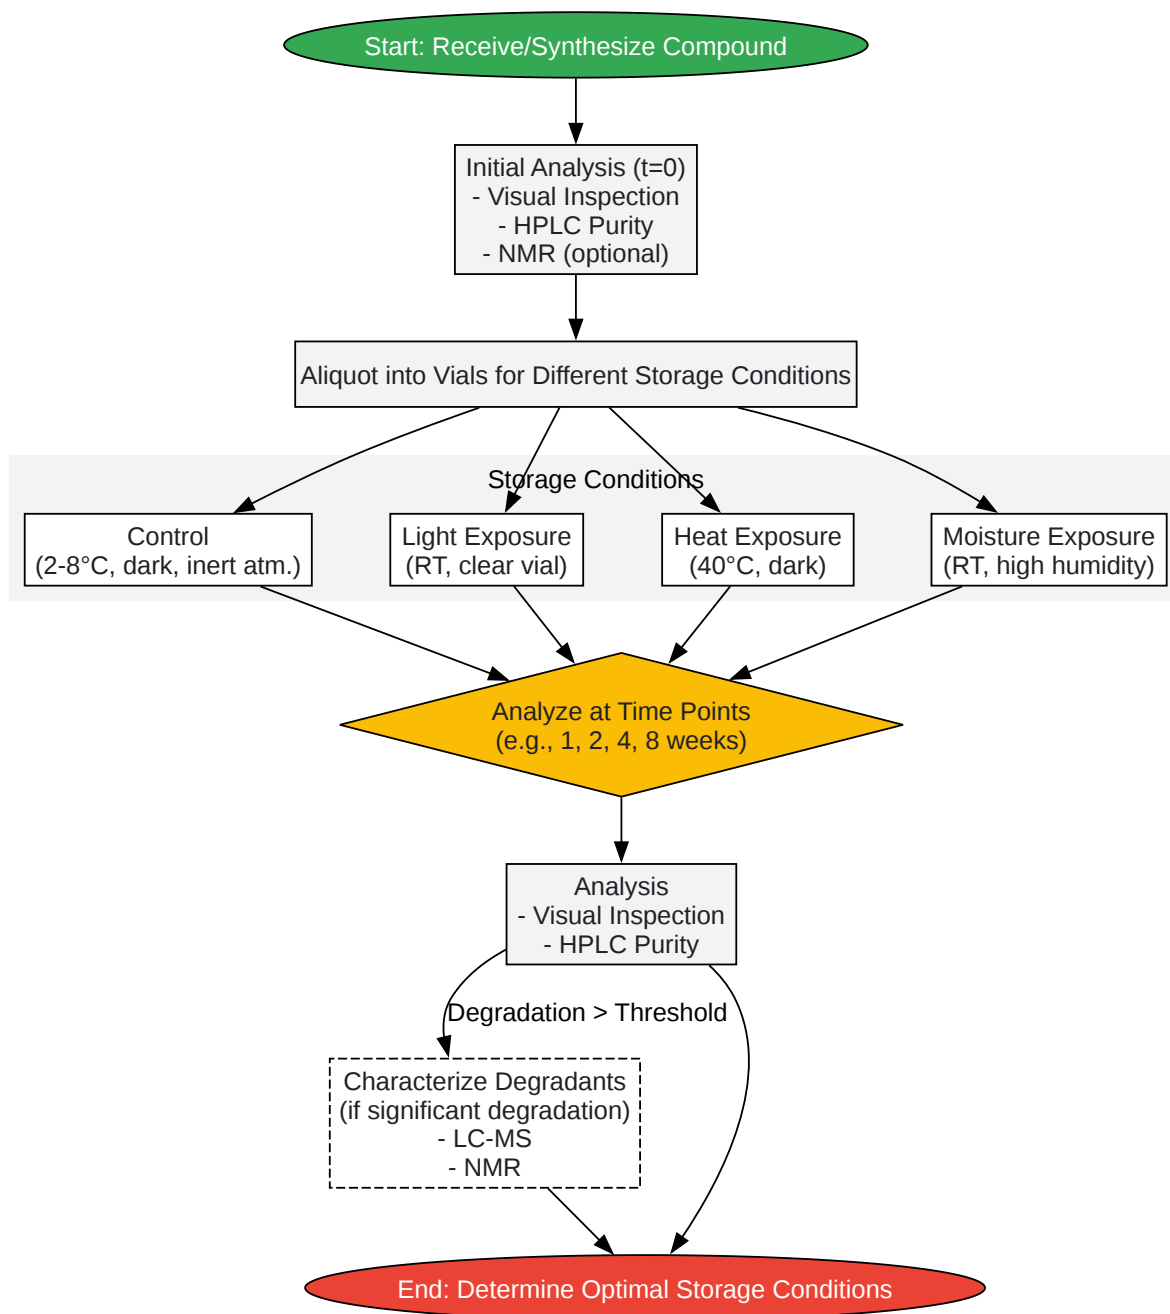 Start: Receive/Synthesize Compound
Initial Analysis (t=0)
- Visual Inspection
- HPLC Purity
- NMR (optional)
Aliquot into Vials for Different Storage Conditions
Storage Conditions
Control
(2-8°C, dark, inert atm.)
Light Exposure
(RT, clear vial)
Heat Exposure
(40°C, dark)
Moisture Exposure
(RT, high humidity)
Analyze at Time Points
(e.g., 1, 2, 4, 8 weeks)
Analysis
- Visual Inspection
- HPLC Purity
Degradation > Threshold
Characterize Degradants
(if significant degradation)
- LC-MS
- NMR
End: Determine Optimal Storage Conditions